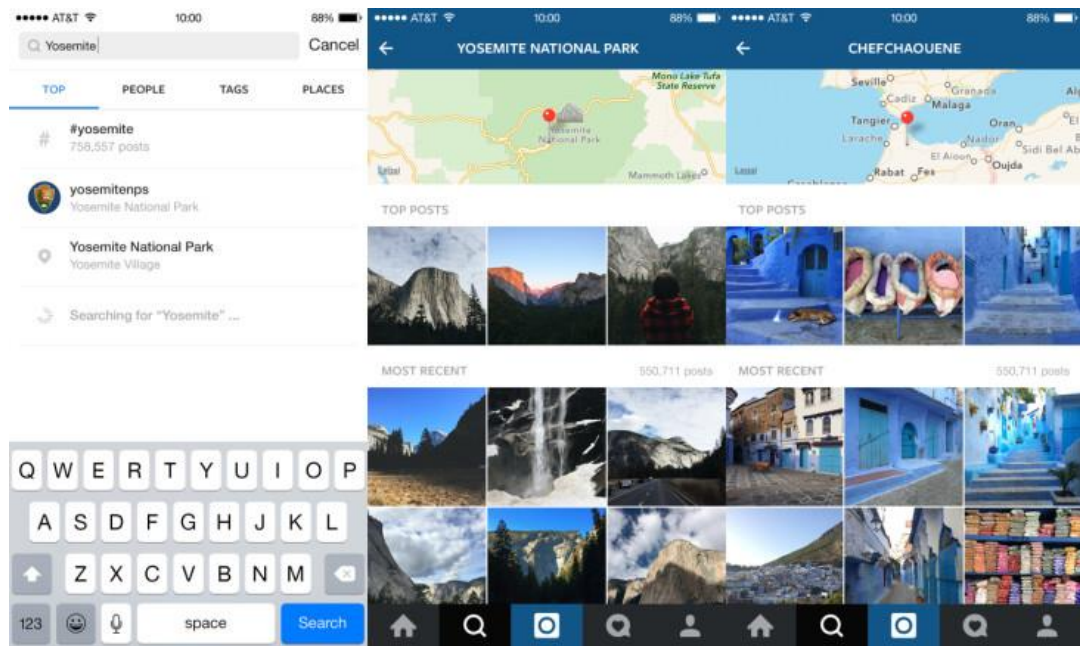 AT&T 10:00 88%
Yosemite Cancel
TOP PEOPLE TAGS PLACES
# #yosemite
758,557 posts
yosemitenps
Yosemite National Park
Yosemite National Park
Yosemite Village
Searching for “Yosemite” ...
Q W E R T Y U I O P
A S D F G H J K L
Z X C V B N M
123 space Search
AT&T 10:00 88%
YOSEMITE NATIONAL PARK
Mono Lake Tufa
State Reserve
Yosemite
National Park
Legal Mammoth Lakes
TOP POSTS
MOST RECENT 550,711 posts
AT&T 10:00 88%
CHEFCHAOUENE
Seville Granada
Cadiz Malaga
Tangier Oran
Larache Nador Sidi Bel Ab
El Aioun Oujda
Legal Rabat Fes
TOP POSTS
MOST RECENT 550,711 posts